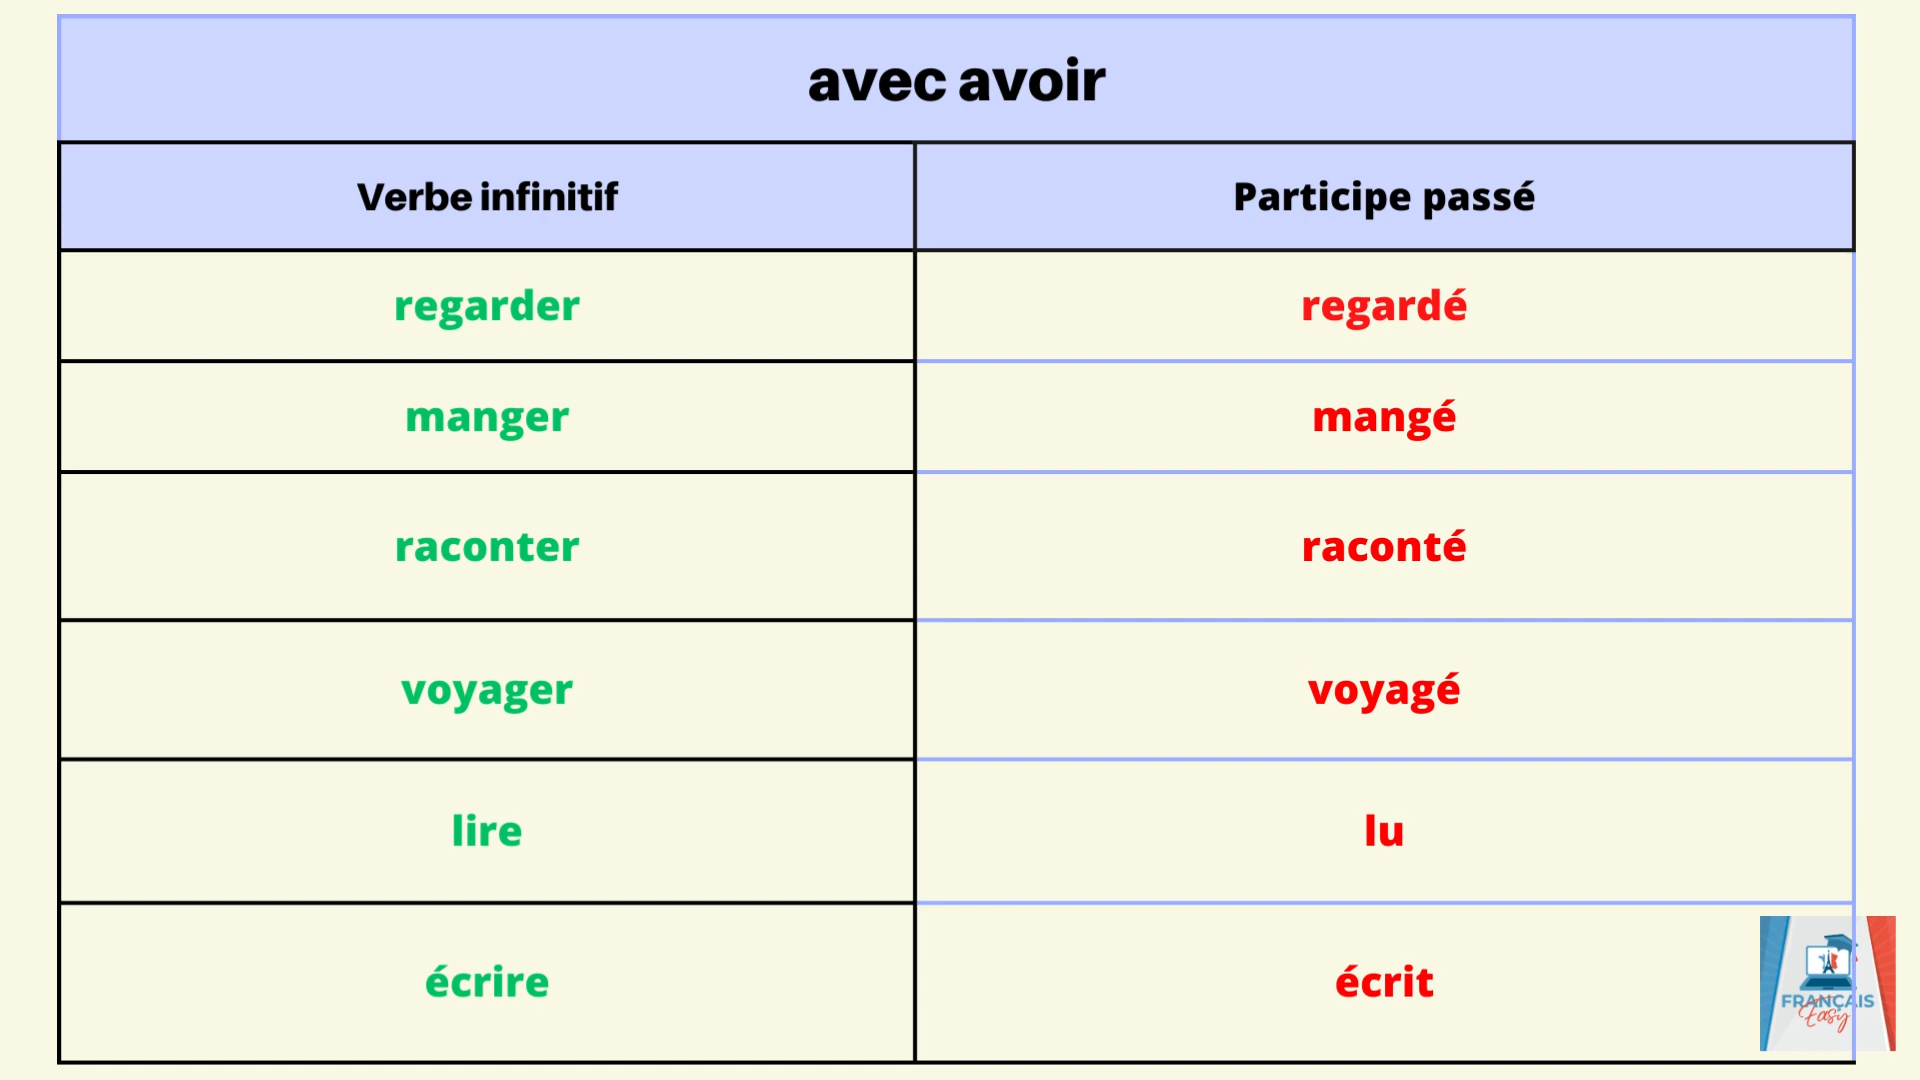 avec avoir
Verbe infinitif Participe passé
regarder regardé
manger mangé
raconter raconté
voyager voyagé
lire lu
écrire écrit
FRANÇAIS
Easy